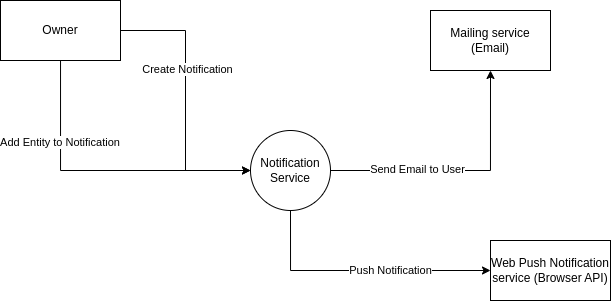 Owner
Mailing service
(Email)
Create Notification
Add Entity to Notification
Notification
Service
Send Email to User
Push Notification
Web Push Notification
service (Browser API)